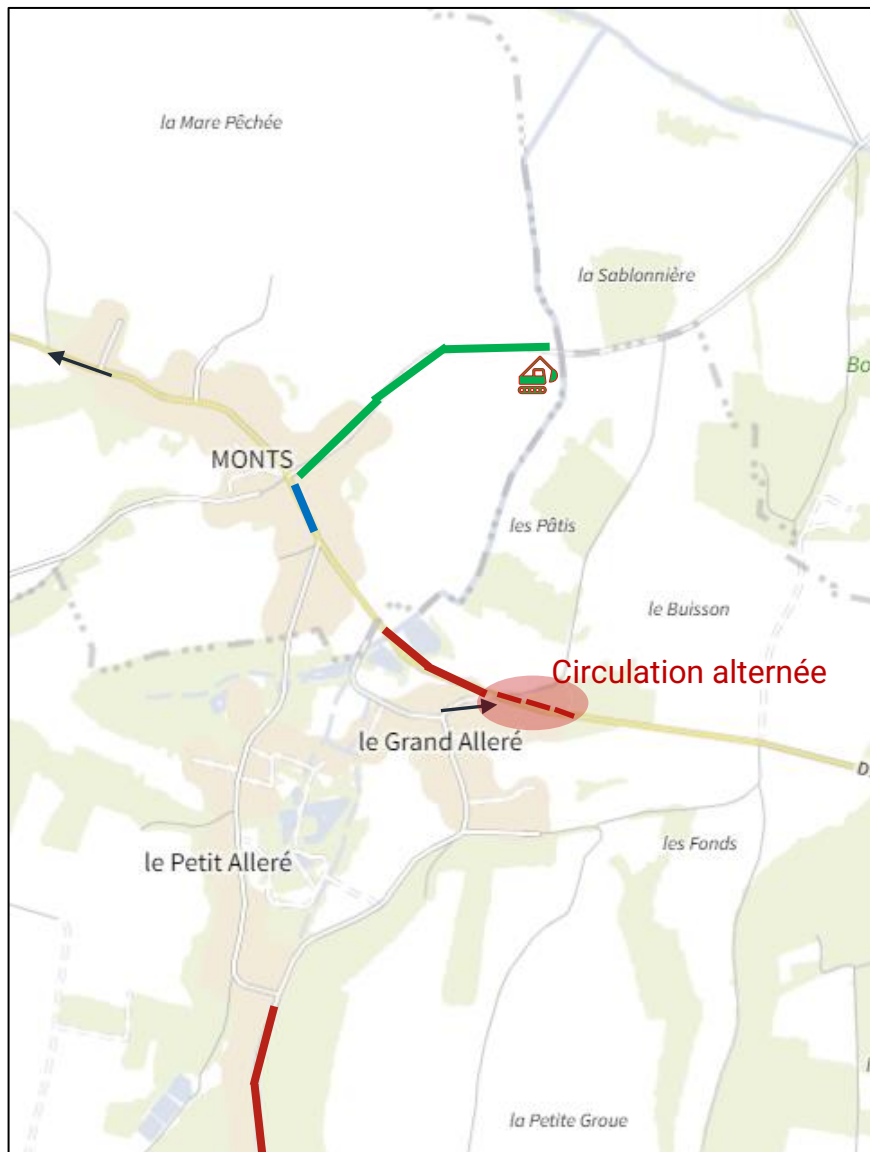 la Mare Pêchée
la Sablonnière
MONTS
les Pâtis
le Buisson
Circulation alternée
le Grand Alleré
le Petit Alleré
les Fonds
la Petite Groue